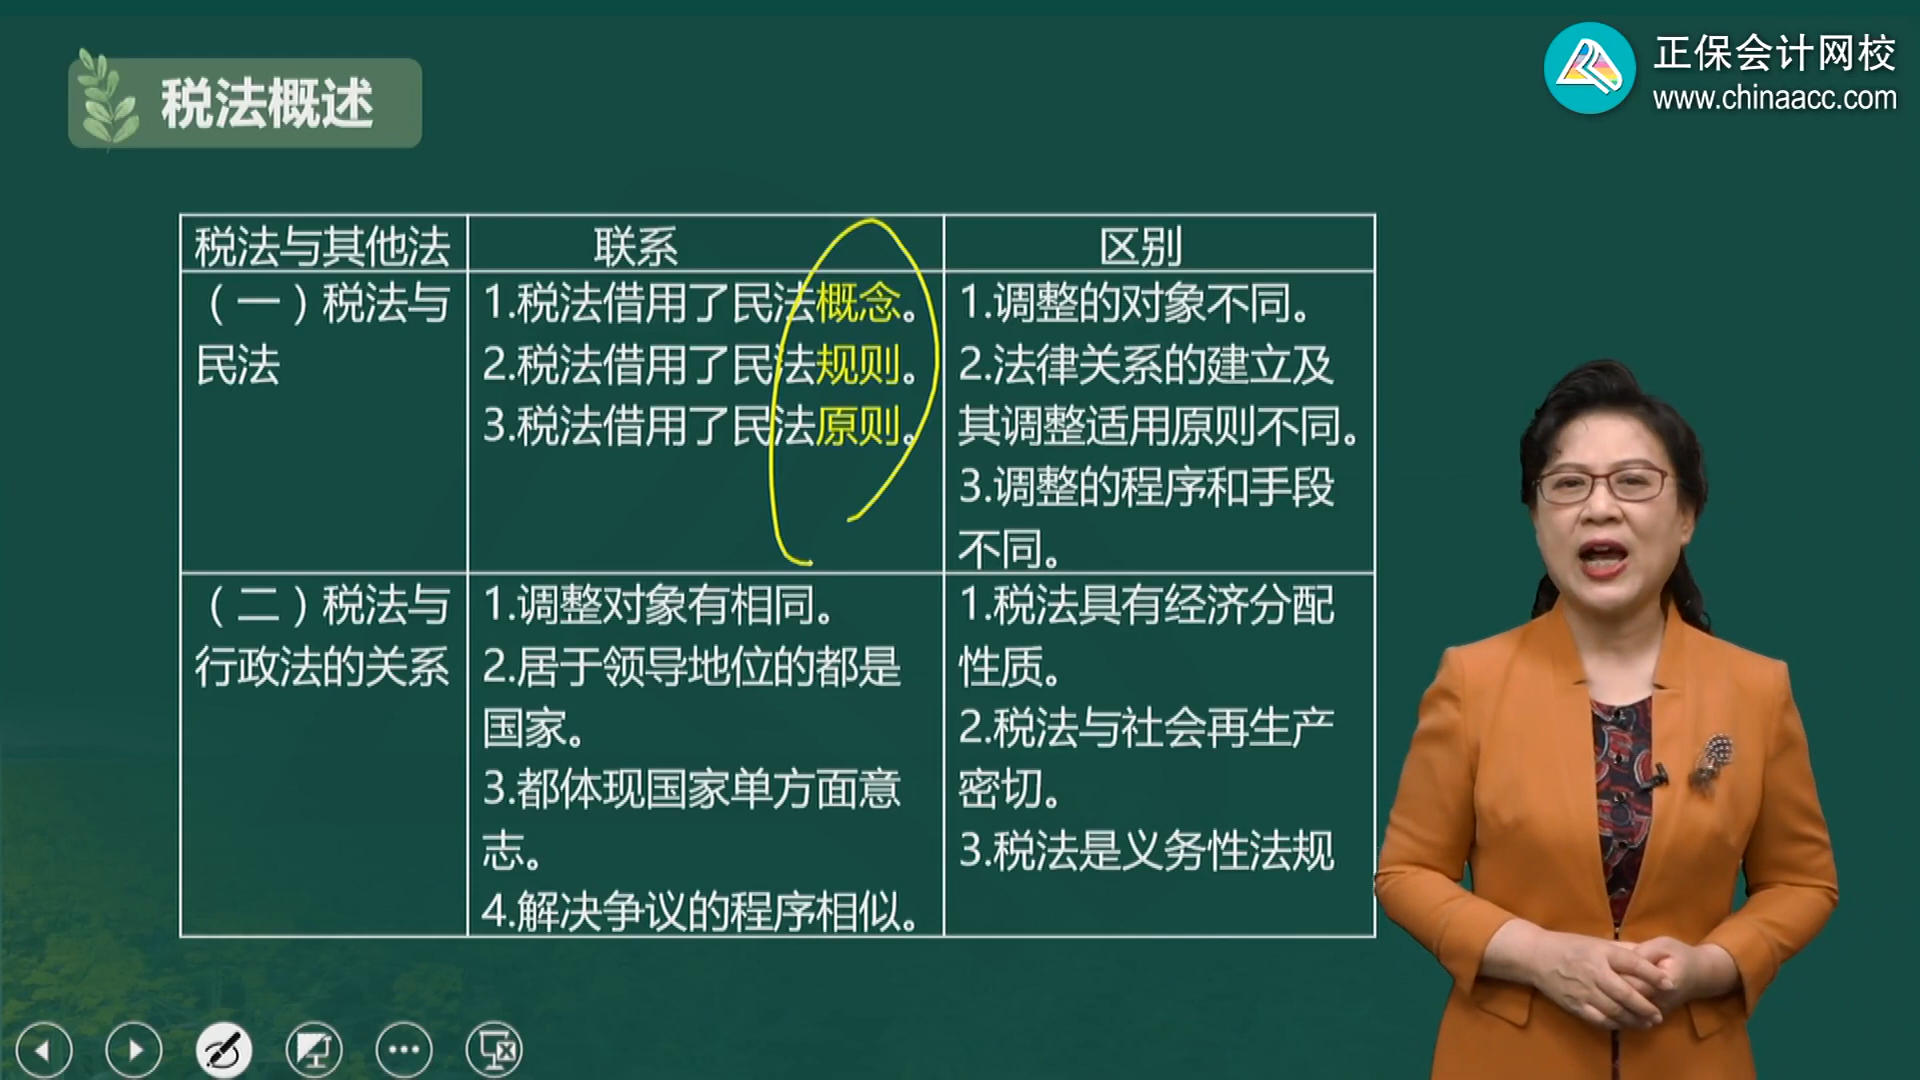 税法概述
正保会计网校
www.chinaacc.com
税法与其他法
联系
区别
（一）税法与
民法
1.税法借用了民法概念。
2.税法借用了民法规则。
3.税法借用了民法原则。
1.调整的对象不同。
2.法律关系的建立及
其调整适用原则不同。
3.调整的程序和手段
不同。
（二）税法与
行政法的关系
1.调整对象有相同。
2.居于领导地位的都是
国家。
3.都体现国家单方面意
志。
4.解决争议的程序相似。
1.税法具有经济分配
性质。
2.税法与社会再生产
密切。
3.税法是义务性法规